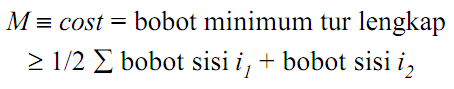 M ≡ cost = bobot minimum tur lengkap
≥ 1/2 ∑ bobot sisi i₁ + bobot sisi i₂